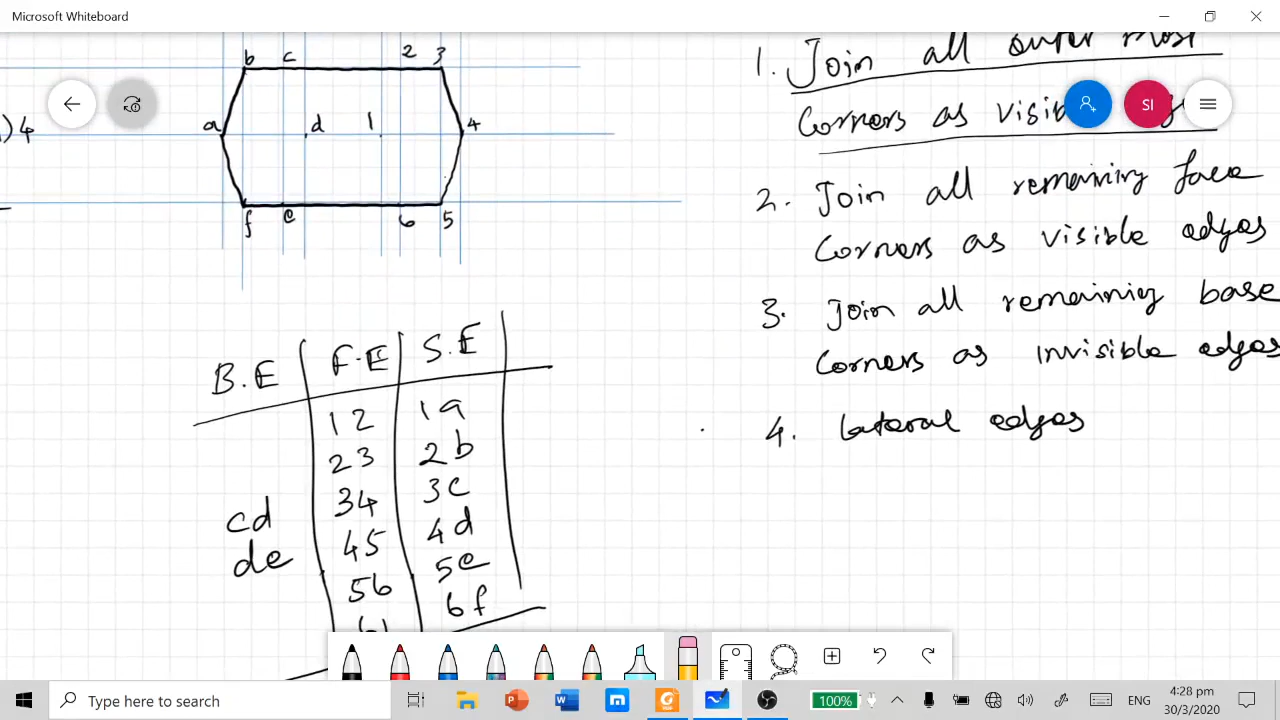 Microsoft Whiteboard
b c 2 3
)4 a d 1 4
f e 6 5
1. Join all outer most
corners as
2. Join all remaining face
corners as visible edges
3. Join all remaining base
corners as invisible edges
4. lateral edges
SI
B.E F.E S.E
12 1a
23 2b
34 3c
cd 45 4d
de 56 5e
61 6f
Type here to search
100%
ENG
4:28 pm
30/3/2020